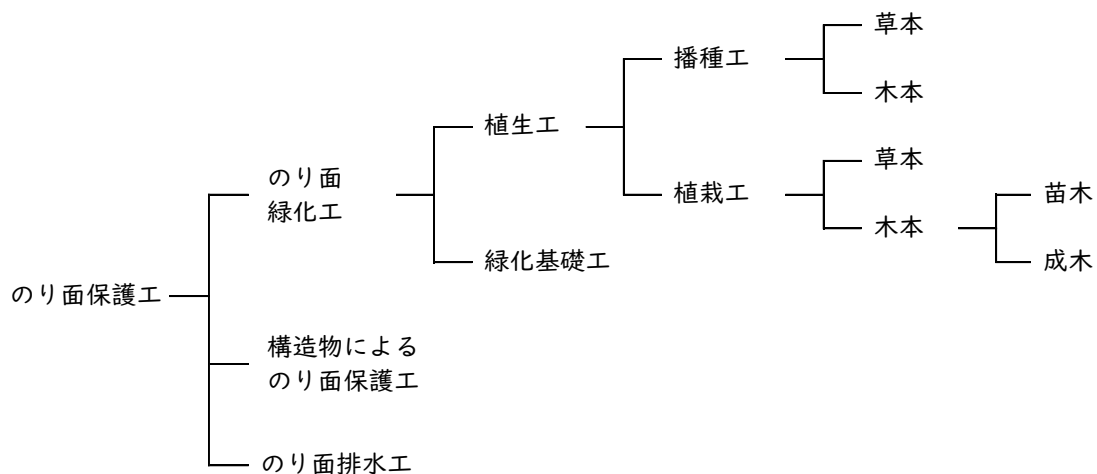 草本
播種工
木本
植生工
草本
のり面
緑化工
植栽工
苗木
木本
緑化基礎工
成木
のり面保護工
構造物による
のり面保護工
のり面排水工